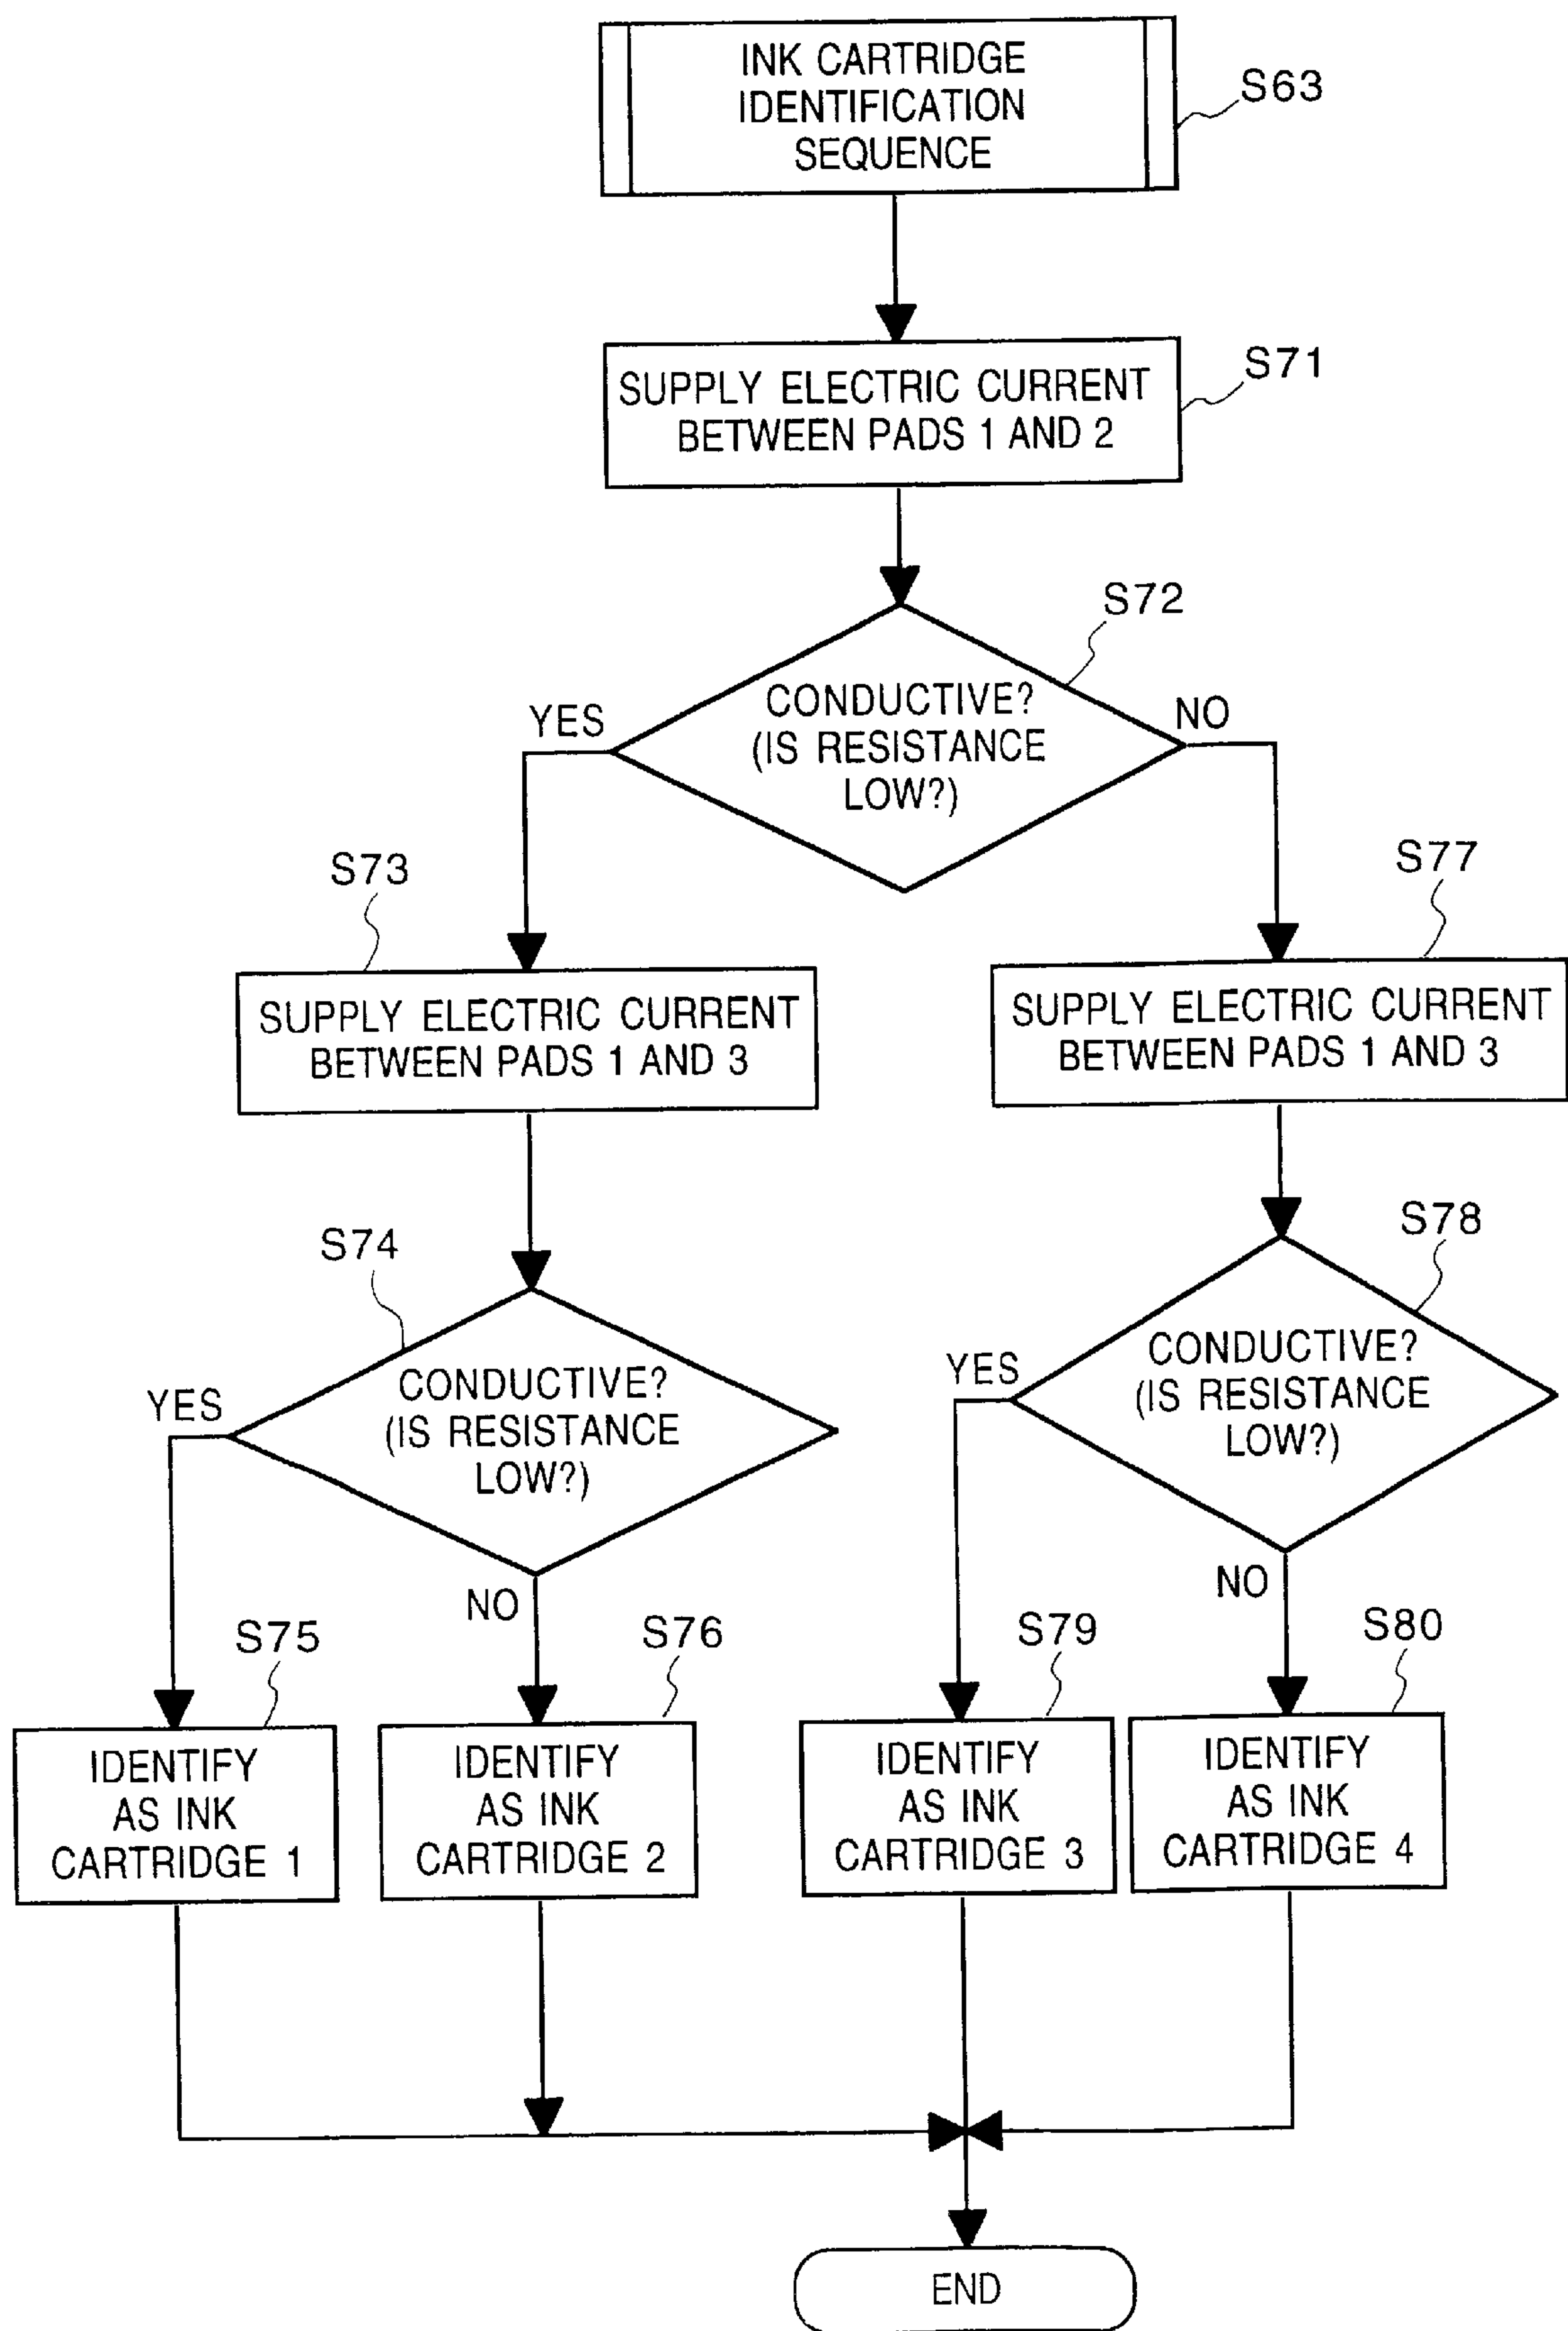 INK CARTRIDGE
IDENTIFICATION
SEQUENCE
S63
SUPPLY ELECTRIC CURRENT
BETWEEN PADS 1 AND 2
S71
S72
CONDUCTIVE?
(IS RESISTANCE
LOW?)
YES
NO
S73
SUPPLY ELECTRIC CURRENT
BETWEEN PADS 1 AND 3
S77
SUPPLY ELECTRIC CURRENT
BETWEEN PADS 1 AND 3
S74
CONDUCTIVE?
(IS RESISTANCE
LOW?)
YES
NO
S78
CONDUCTIVE?
(IS RESISTANCE
LOW?)
YES
NO
S75
IDENTIFY
AS INK
CARTRIDGE 1
S76
IDENTIFY
AS INK
CARTRIDGE 2
S79
IDENTIFY
AS INK
CARTRIDGE 3
S80
IDENTIFY
AS INK
CARTRIDGE 4
END